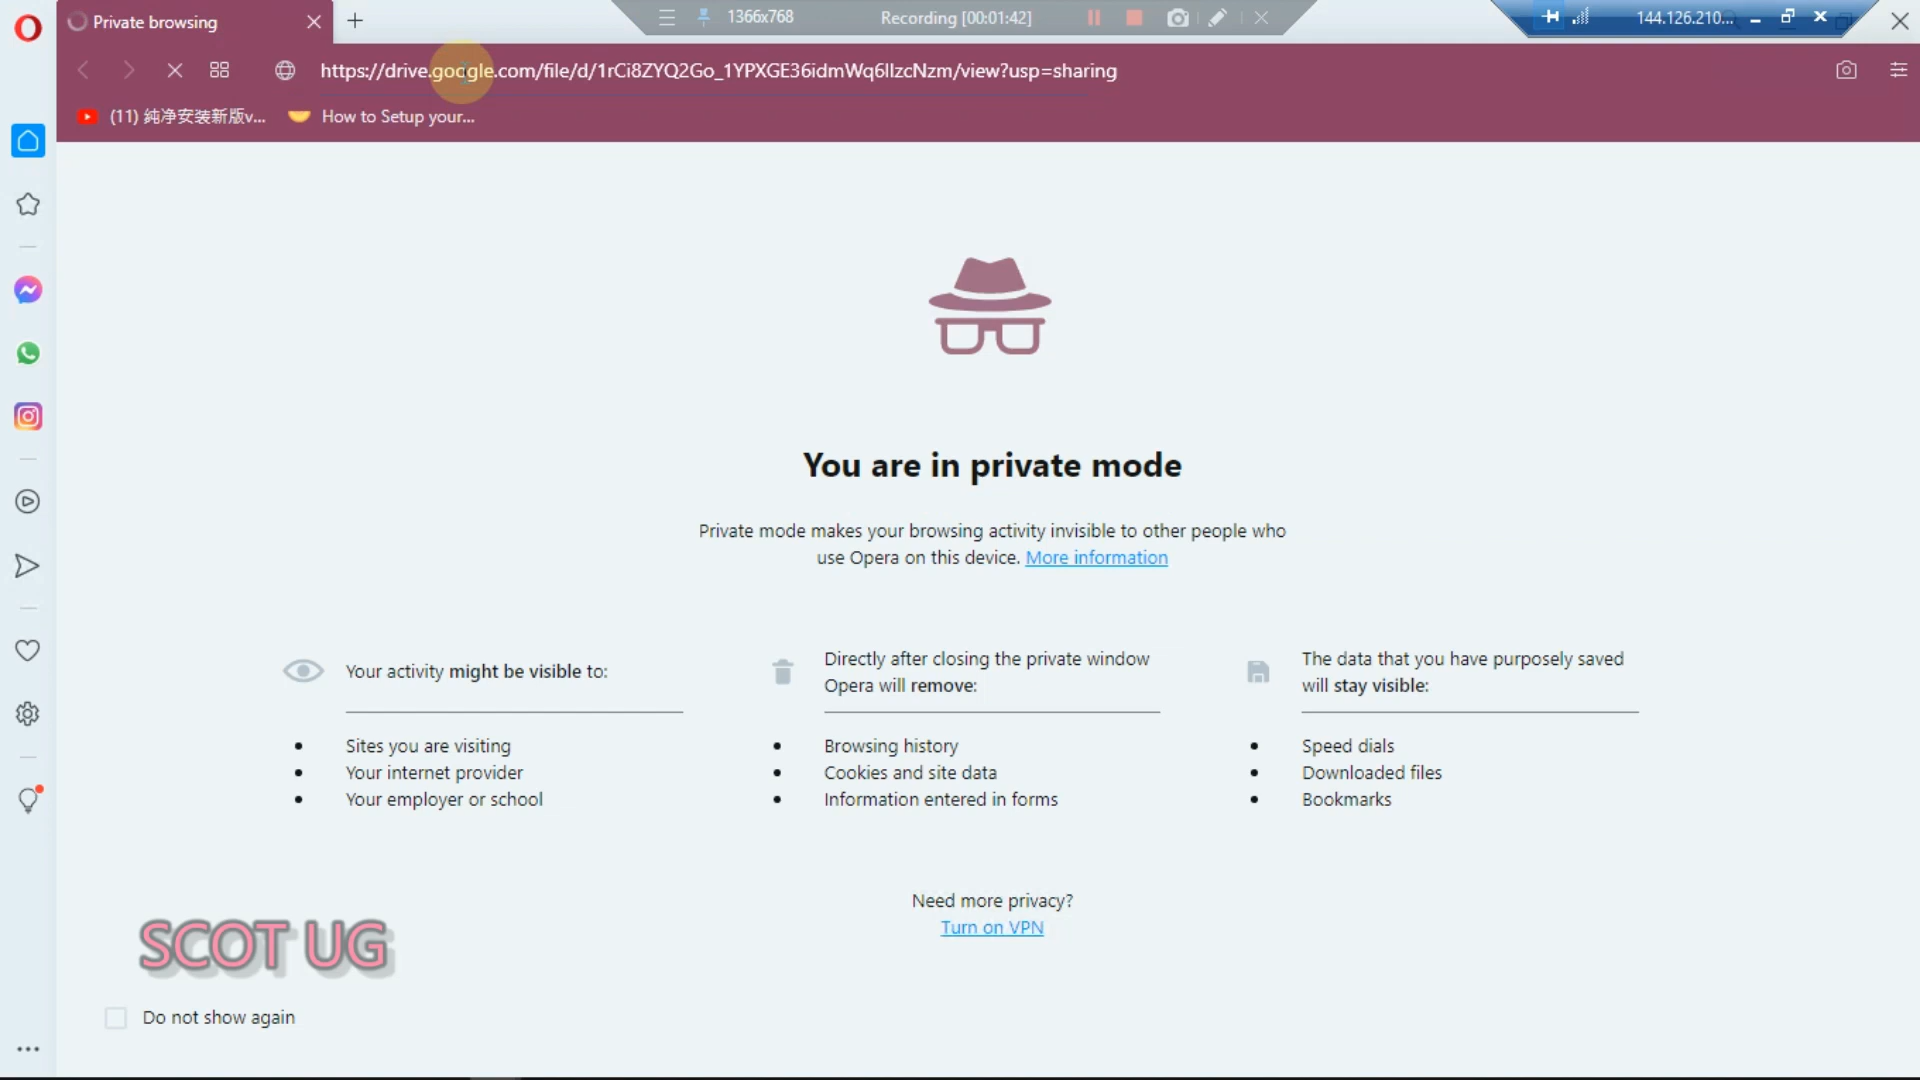 Private browsing
1366x768
Recording [00:01:42]
144.126.210...
https://drive.google.com/file/d/1rCi8ZYQ2Go_1YPXGE36idmWq6llzcNzm/view?usp=sharing
(11) 纯净安装新版v...
How to Setup your...
You are in private mode
Private mode makes your browsing activity invisible to other people who
use Opera on this device. More information
Your activity might be visible to:
Sites you are visiting
Your internet provider
Your employer or school
Directly after closing the private window
Opera will remove:
Browsing history
Cookies and site data
Information entered in forms
The data that you have purposely saved
will stay visible:
Speed dials
Downloaded files
Bookmarks
Need more privacy?
Turn on VPN
SCOT UG
Do not show again